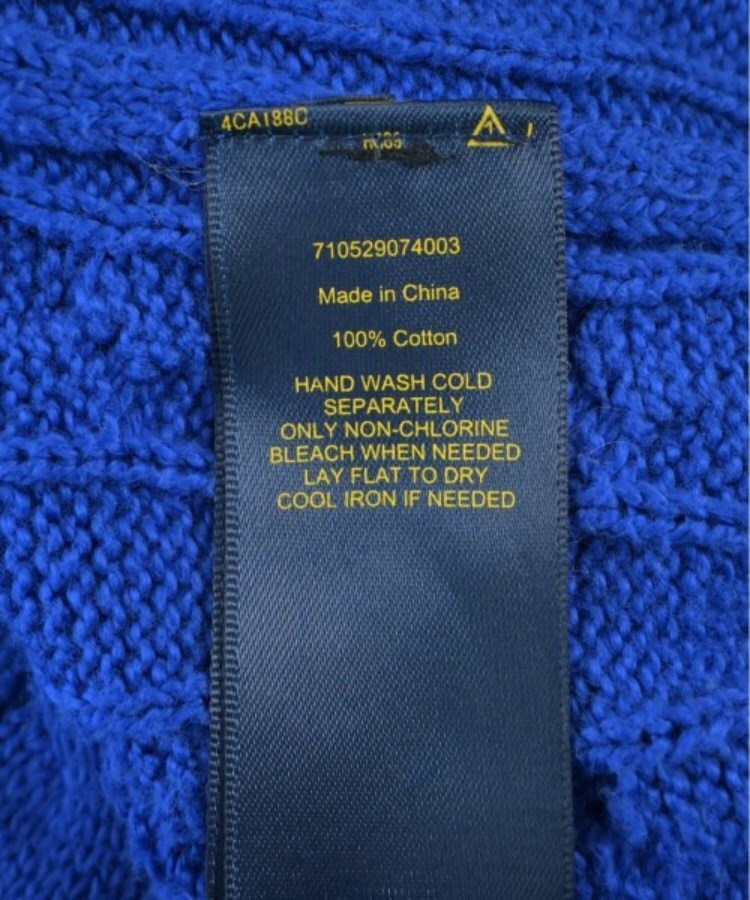 4CA188C
710529074003
Made in China
100% Cotton
HAND WASH COLD
SEPARATELY
ONLY NON-CHLORINE
BLEACH WHEN NEEDED
LAY FLAT TO DRY
COOL IRON IF NEEDED